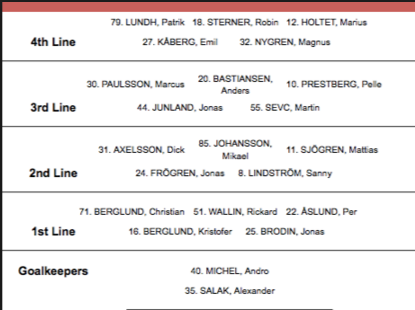 79. LUNDH, Patrik 18. STERNER, Robin 12. HOLTET, Marius
4th Line 27. KÅBERG, Emil 32. NYGREN, Magnus
30. PAULSSON, Marcus 20. BASTIANSEN, Anders 10. PRESTBERG, Pelle
3rd Line 44. JUNLAND, Jonas 55. SEVC, Martin
31. AXELSSON, Dick 85. JOHANSSON, Mikael 11. SJÖGREN, Mattias
2nd Line 24. FRÖGREN, Jonas 8. LINDSTRÖM, Sanny
71. BERGLUND, Christian 51. WALLIN, Rickard 22. ÅSLUND, Per
1st Line 16. BERGLUND, Kristofer 25. BRODIN, Jonas
Goalkeepers 40. MICHEL, Andro
35. SALAK, Alexander